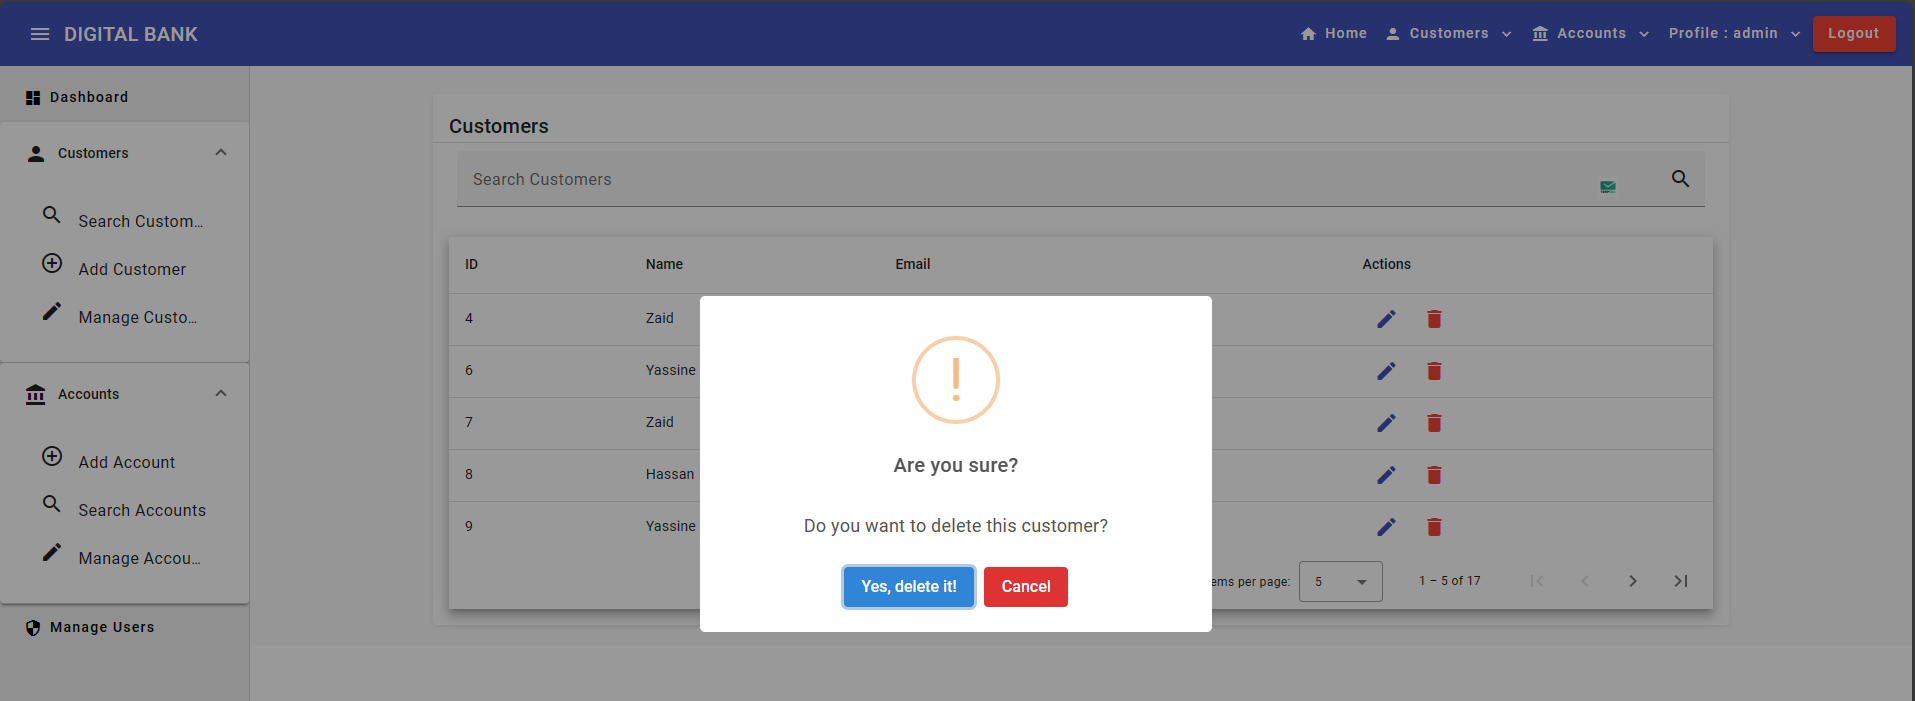 DIGITAL BANK
Home Customers Accounts Profile : admin Logout
Dashboard
Customers
Search Custom…
Add Customer
Manage Custo…
Accounts
Add Account
Search Accounts
Manage Accou…
Manage Users
Customers
Search Customers
ID Name Email Actions
4 Zaid
6 Yassine
7 Zaid
8 Hassan
9 Yassine
ems per page: 5 1 – 5 of 17
!
Are you sure?
Do you want to delete this customer?
Yes, delete it! Cancel